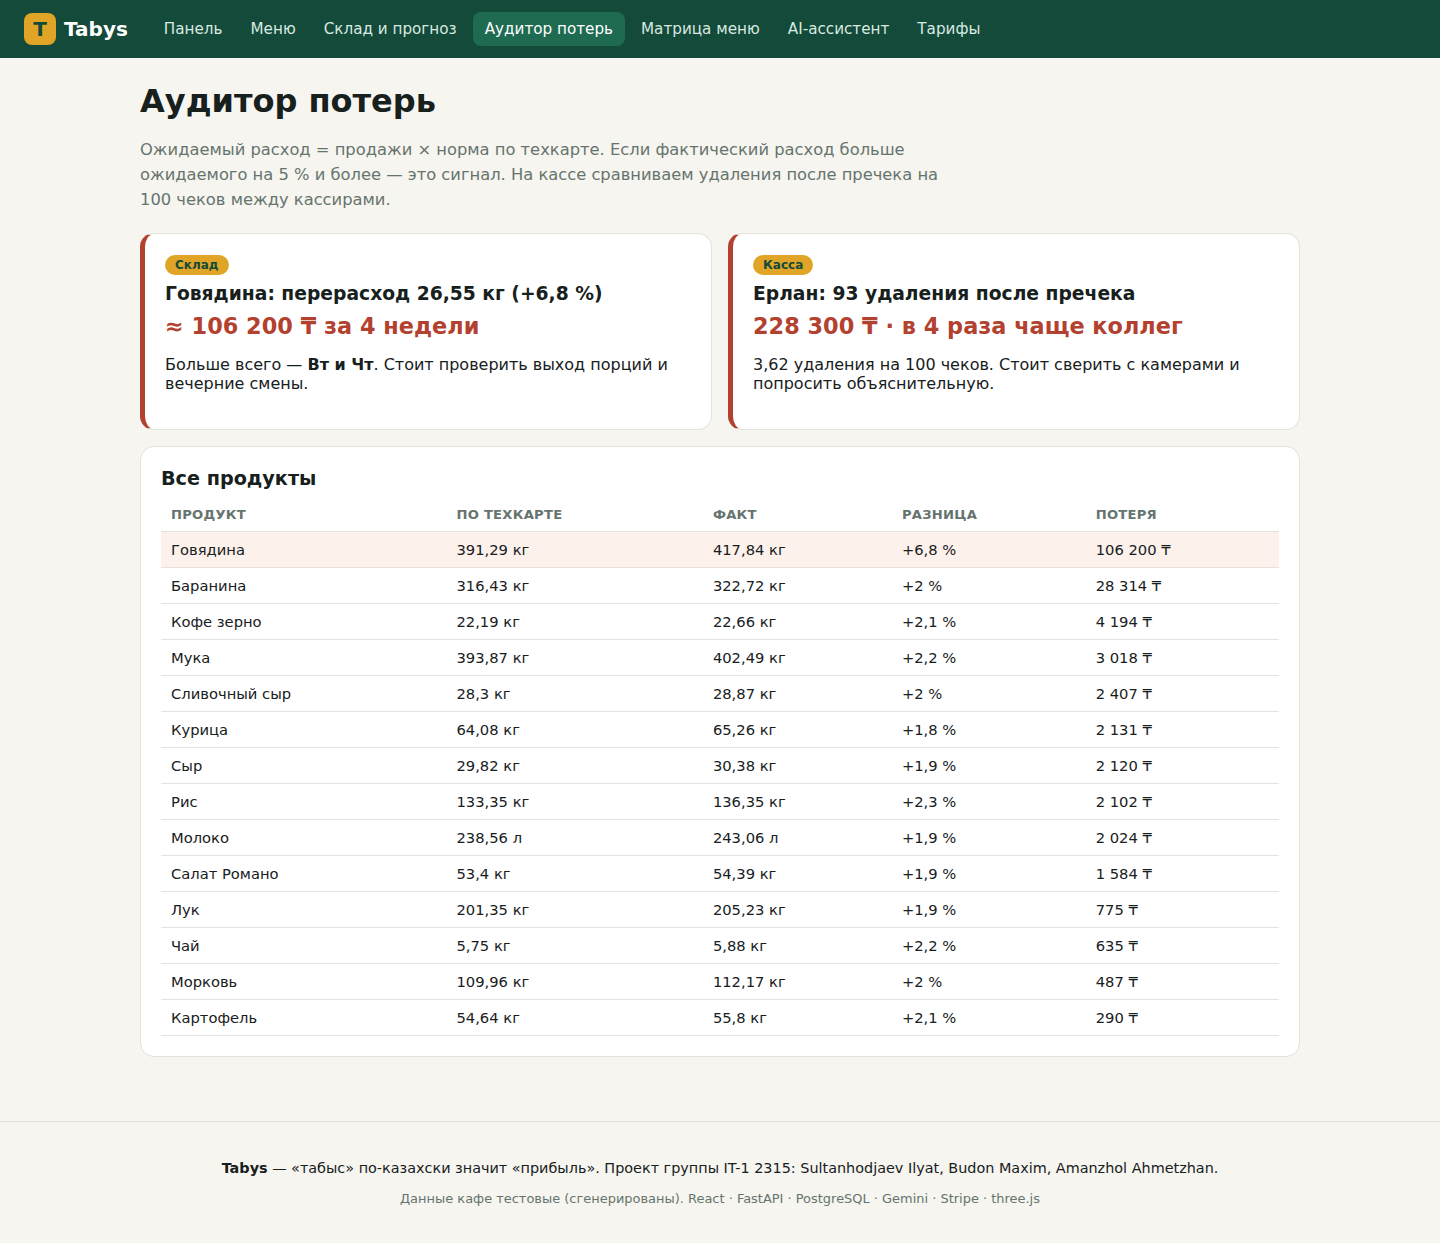 T Tabys Панель Меню Склад и прогноз Аудитор потерь Матрица меню AI-ассистент Тарифы
Аудитор потерь
Ожидаемый расход = продажи × норма по техкарте. Если фактический расход больше
ожидаемого на 5 % и более — это сигнал. На кассе сравниваем удаления после пречека на
100 чеков между кассирами.
Склад
Говядина: перерасход 26,55 кг (+6,8 %)
≈ 106 200 ₸ за 4 недели
Больше всего — Вт и Чт. Стоит проверить выход порций и
вечерние смены.
Касса
Ерлан: 93 удаления после пречека
228 300 ₸ · в 4 раза чаще коллег
3,62 удаления на 100 чеков. Стоит сверить с камерами и
попросить объяснительную.
Все продукты
ПРОДУКТ ПО ТЕХКАРТЕ ФАКТ РАЗНИЦА ПОТЕРЯ
Говядина 391,29 кг 417,84 кг +6,8 % 106 200 ₸
Баранина 316,43 кг 322,72 кг +2 % 28 314 ₸
Кофе зерно 22,19 кг 22,66 кг +2,1 % 4 194 ₸
Мука 393,87 кг 402,49 кг +2,2 % 3 018 ₸
Сливочный сыр 28,3 кг 28,87 кг +2 % 2 407 ₸
Курица 64,08 кг 65,26 кг +1,8 % 2 131 ₸
Сыр 29,82 кг 30,38 кг +1,9 % 2 120 ₸
Рис 133,35 кг 136,35 кг +2,3 % 2 102 ₸
Молоко 238,56 л 243,06 л +1,9 % 2 024 ₸
Салат Романо 53,4 кг 54,39 кг +1,9 % 1 584 ₸
Лук 201,35 кг 205,23 кг +1,9 % 775 ₸
Чай 5,75 кг 5,88 кг +2,2 % 635 ₸
Морковь 109,96 кг 112,17 кг +2 % 487 ₸
Картофель 54,64 кг 55,8 кг +2,1 % 290 ₸
Tabys — «табыс» по-казахски значит «прибыль». Проект группы IT-1 2315: Sultanhodjaev Ilyat, Budon Maxim, Amanzhol Ahmetzhan.
Данные кафе тестовые (сгенерированы). React · FastAPI · PostgreSQL · Gemini · Stripe · three.js